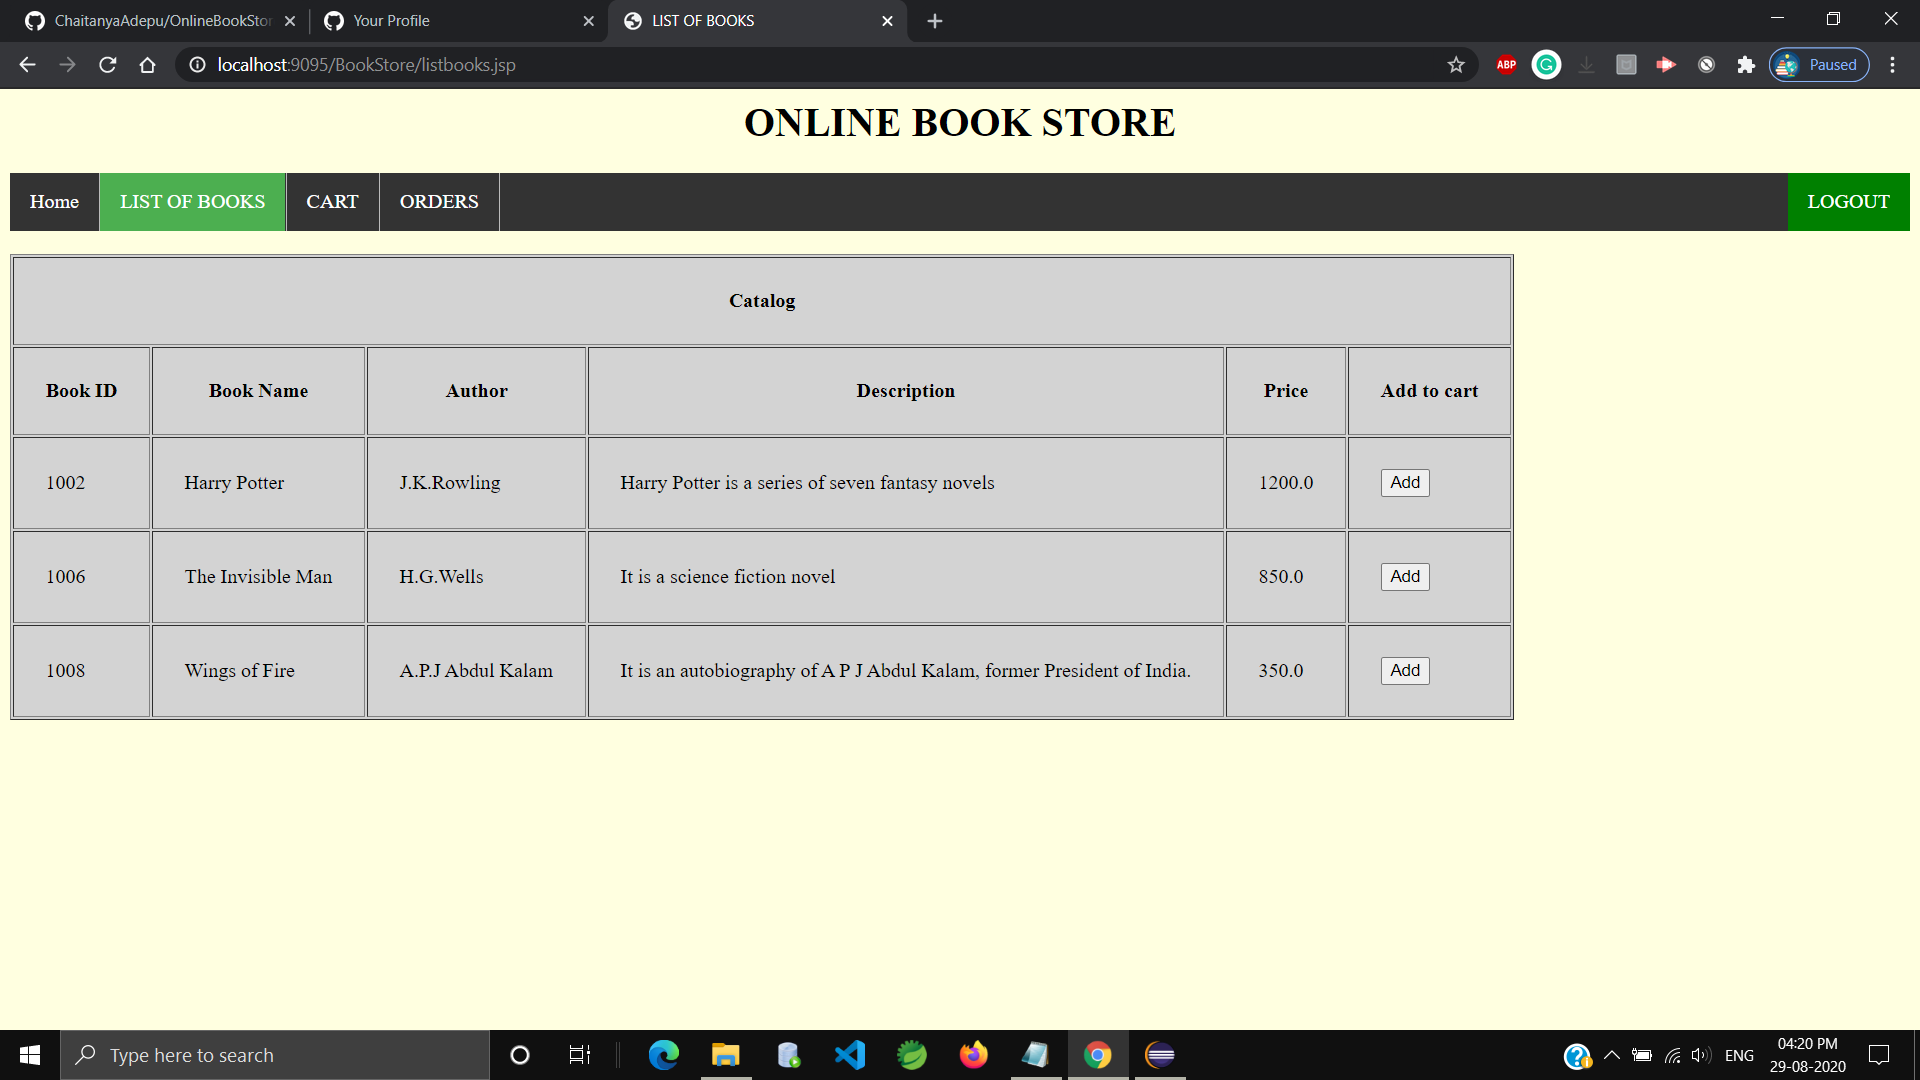 ChaitanyaAdepu/OnlineBookStor
Your Profile
LIST OF BOOKS
localhost:9095/BookStore/listbooks.jsp
ABP
Paused
ONLINE BOOK STORE
Home
LIST OF BOOKS
CART
ORDERS
LOGOUT
Catalog
Book ID Book Name Author Description Price Add to cart
1002 Harry Potter J.K.Rowling Harry Potter is a series of seven fantasy novels 1200.0 Add
1006 The Invisible Man H.G.Wells It is a science fiction novel 850.0 Add
1008 Wings of Fire A.P.J Abdul Kalam It is an autobiography of A P J Abdul Kalam, former President of India. 350.0 Add
Type here to search
ENG
04:20 PM
29-08-2020